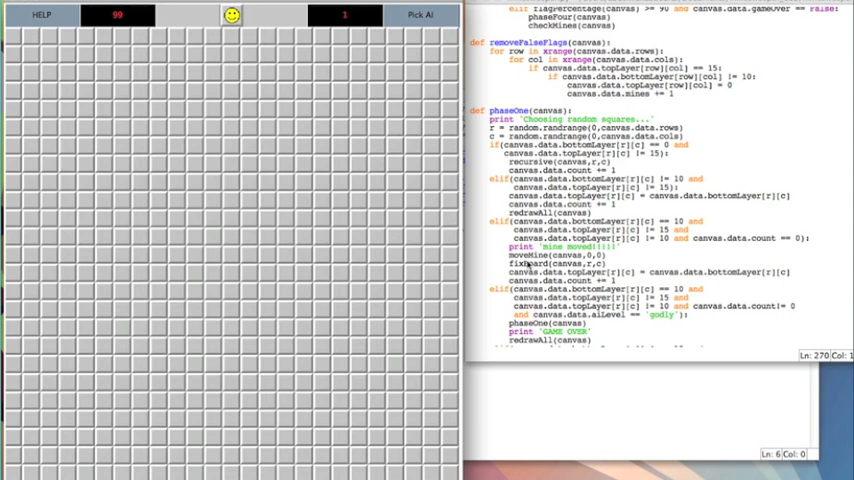 HELP
99
1
Pick AI
elif flagPercentage(canvas) >= 90 and canvas.data.gameOver == False:
phaseFour(canvas)
checkMines(canvas)
def removeFalseFlags(canvas):
for row in xrange(canvas.data.rows):
for col in xrange(canvas.data.cols):
if canvas.data.topLayer[row][col] == 15:
if canvas.data.bottomLayer[row][col] != 10:
canvas.data.topLayer[row][col] = 0
canvas.data.mines += 1
def phaseOne(canvas):
print 'Choosing random squares...'
r = random.randrange(0,canvas.data.rows)
c = random.randrange(0,canvas.data.cols)
if(canvas.data.bottomLayer[r][c] == 0 and
canvas.data.topLayer[r][c] != 15):
recursive(canvas,r,c)
canvas.data.count += 1
elif(canvas.data.bottomLayer[r][c] != 10 and
canvas.data.topLayer[r][c] != 15):
canvas.data.topLayer[r][c] = canvas.data.bottomLayer[r][c]
canvas.data.count += 1
redrawAll(canvas)
elif(canvas.data.bottomLayer[r][c] == 10 and
canvas.data.topLayer[r][c] != 15 and
canvas.data.topLayer[r][c] != 10 and canvas.data.count == 0):
print 'mine moved!!!!!'
moveMine(canvas,0,0)
fixBoard(canvas,r,c)
canvas.data.topLayer[r][c] = canvas.data.bottomLayer[r][c]
canvas.data.count += 1
elif(canvas.data.bottomLayer[r][c] == 10 and
canvas.data.topLayer[r][c] != 15 and
canvas.data.topLayer[r][c] != 10 and canvas.data.count!= 0
and canvas.data.aiLevel == 'godly'):
phaseOne(canvas)
print 'GAME OVER'
redrawAll(canvas)
Ln: 270 Col: 1
Ln: 6 Col: 0